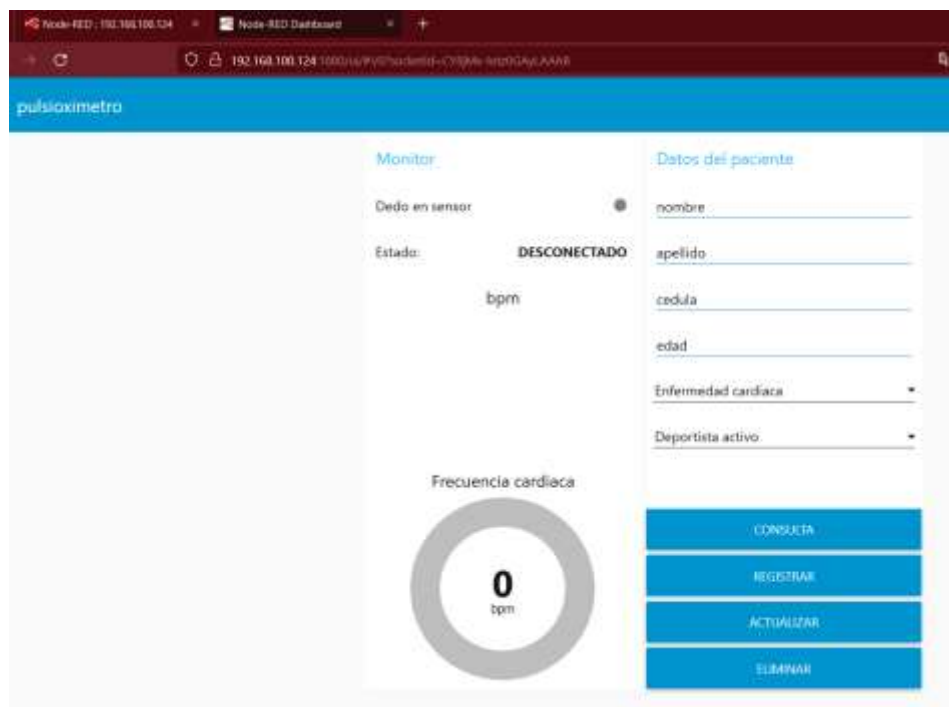 Node-RED : 192.168.100.124
Node-RED Dashboard
192.168.100.124
pulsioximetro
Monitor
Dedo en sensor
Estado: DESCONECTADO
bpm
Frecuencia cardiaca
0
bpm
Datos del paciente
nombre
apellido
cedula
edad
Enfermedad cardíaca
Deportista activo
CONSULTA
REGISTRAR
ACTUALIZAR
ELIMINAR